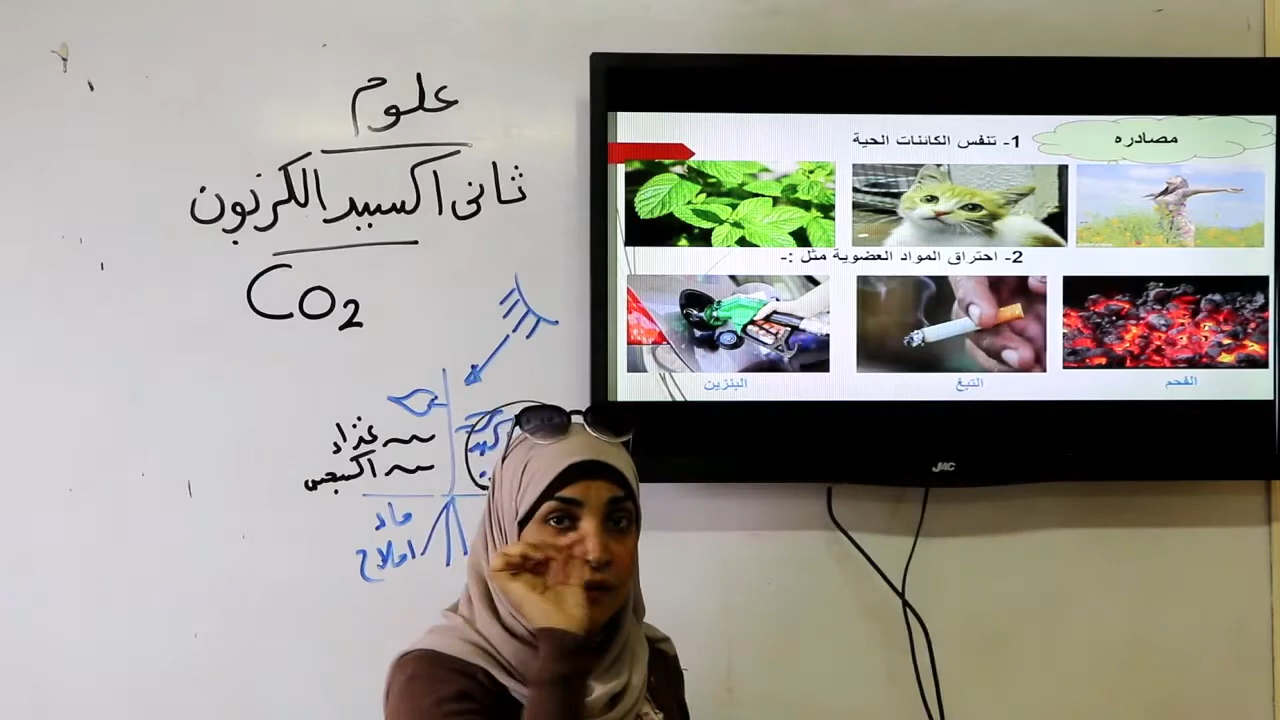 علوم
ثانى اكسيد الكربون
CO2
غذاء
اكسجين
ماء
املاح
مصادره
1- تنفس الكائنات الحية
2- احتراق المواد العضوية مثل :-
الفحم
التبغ
البنزين
JAC